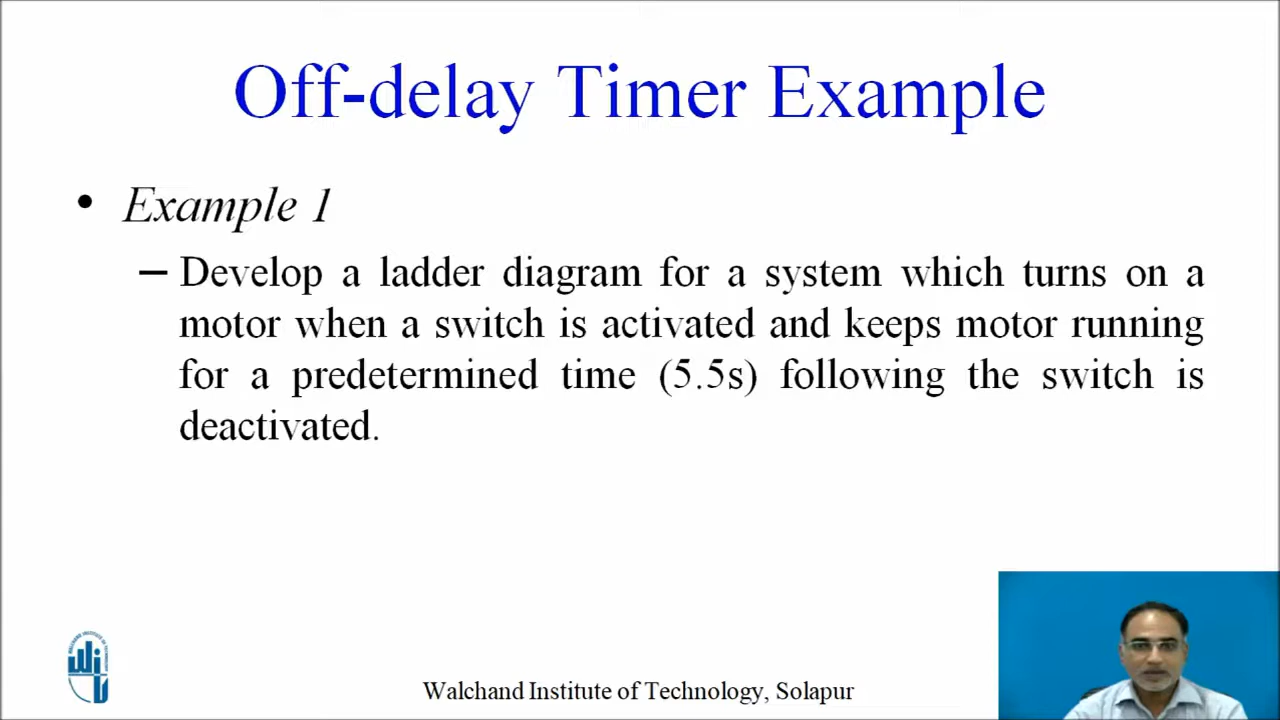 Off-delay Timer Example
• Example 1
– Develop a ladder diagram for a system which turns on a
motor when a switch is activated and keeps motor running
for a predetermined time (5.5s) following the switch is
deactivated.
Walchand Institute of Technology, Solapur